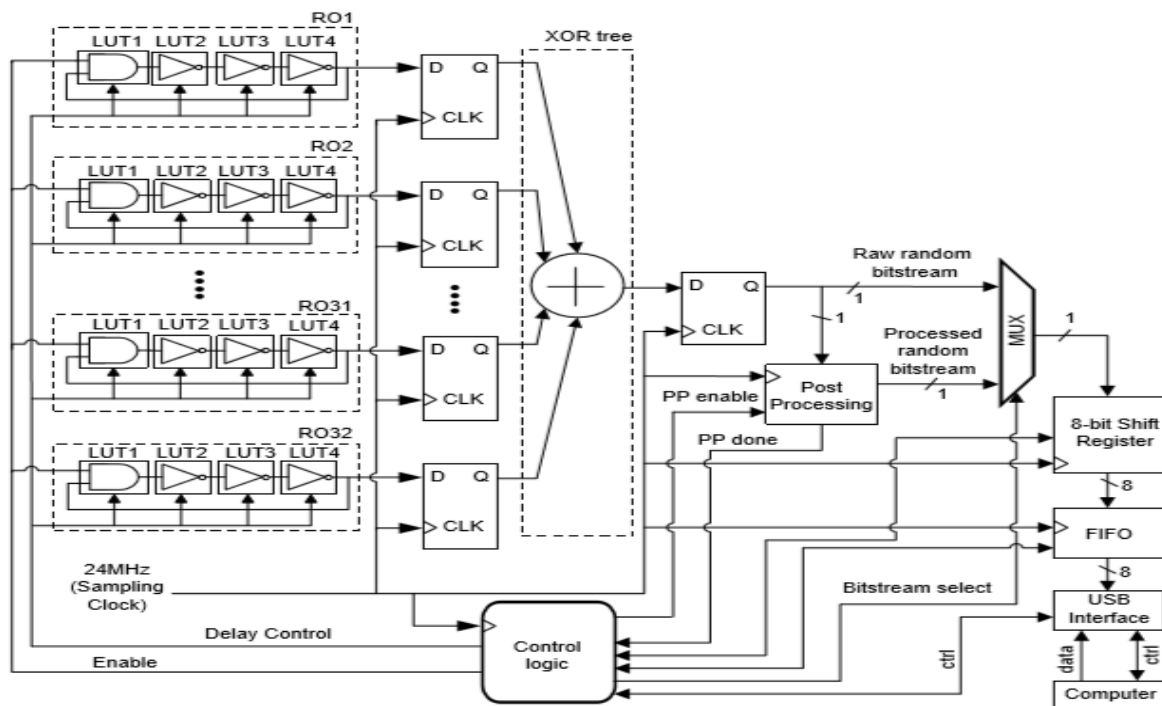 RO1
XOR tree
LUT1 LUT2 LUT3 LUT4
D Q
CLK
RO2
LUT1 LUT2 LUT3 LUT4
D Q
CLK
RO31
LUT1 LUT2 LUT3 LUT4
D Q
CLK
RO32
LUT1 LUT2 LUT3 LUT4
D Q
CLK
D Q
CLK
Raw random
bitstream
1
1
Processed
random
bitstream
1
MUX
1
Post
Processing
PP enable
PP done
8-bit Shift
Register
8
FIFO
8
USB
Interface
data
ctrl
Computer
24MHz
(Sampling
Clock)
Delay Control
Enable
Control
logic
Bitstream select
ctrl